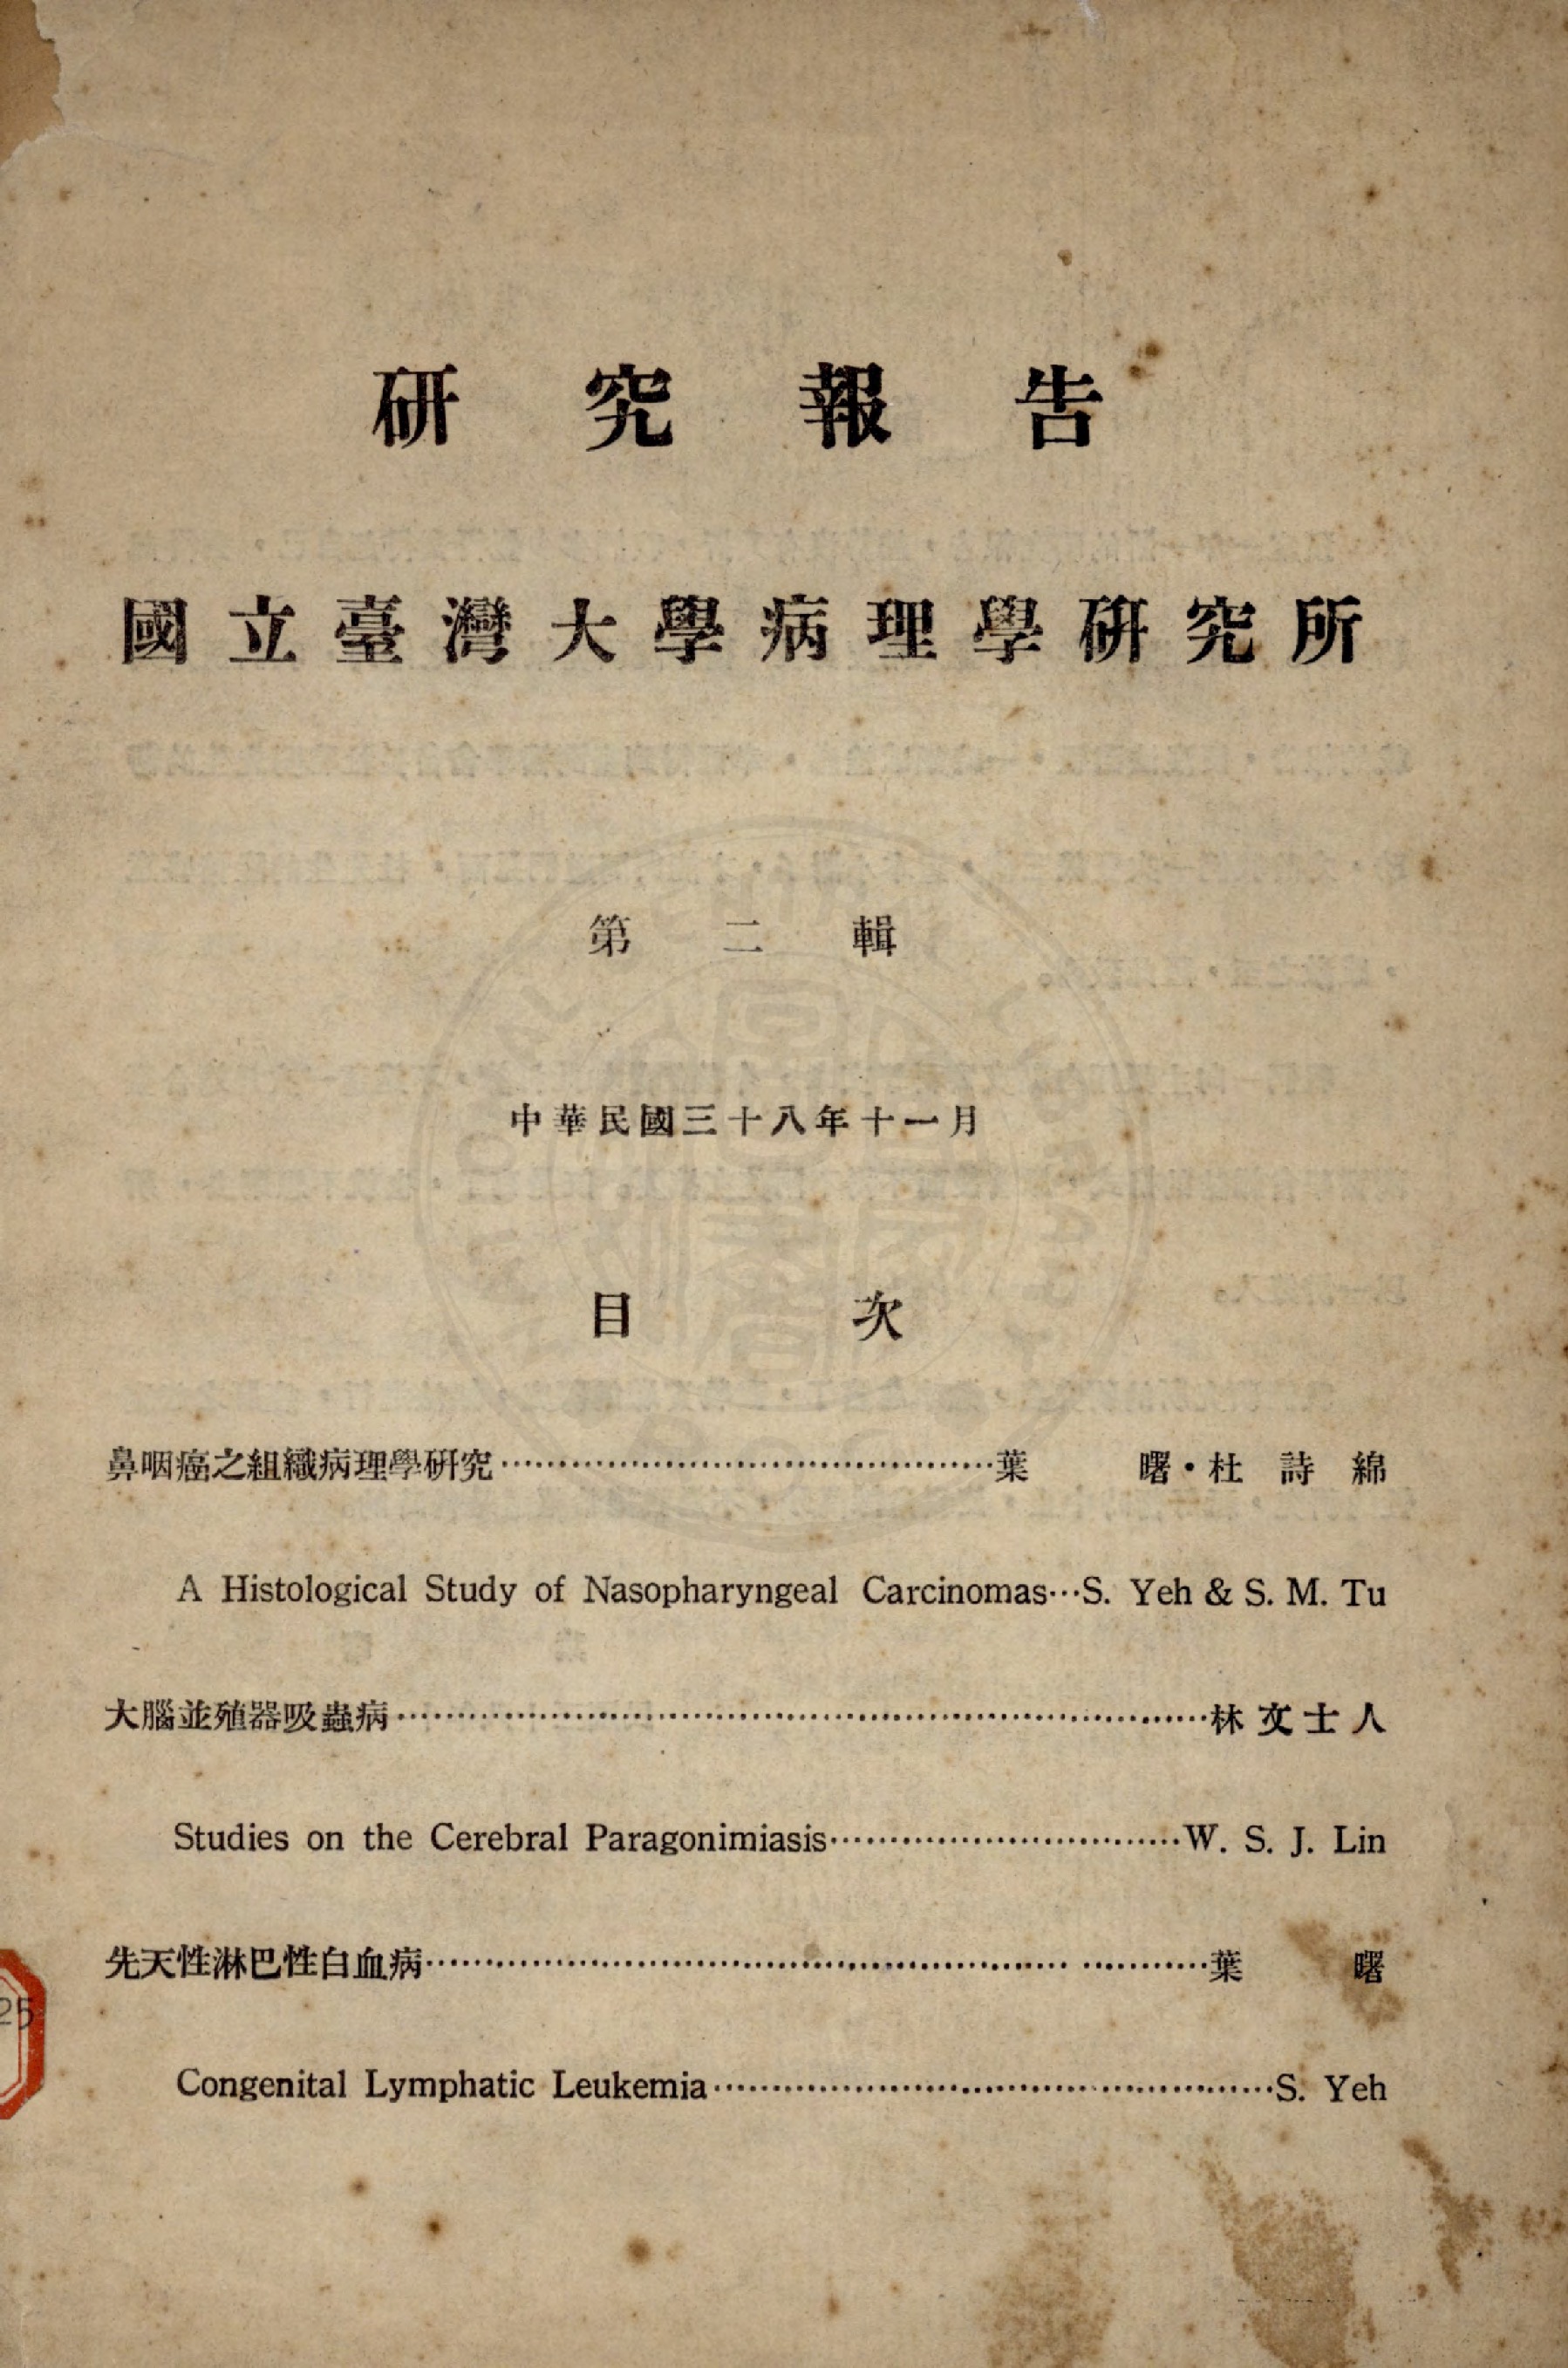 研究報告
國立臺灣大學病理學研究所
第二輯
中華民國三十八年十一月
目次
鼻咽癌之組織病理學研究……………………………………葉 曙・杜詩綿
A Histological Study of Nasopharyngeal Carcinomas…S. Yeh & S. M. Tu
大腦並殖器吸蟲病……………………………………………………………林文士人
Studies on the Cerebral Paragonimiasis…………………………W. S. J. Lin
先天性淋巴性白血病…………………………………………………………葉 曙
Congenital Lymphatic Leukemia…………………………………………S. Yeh
25